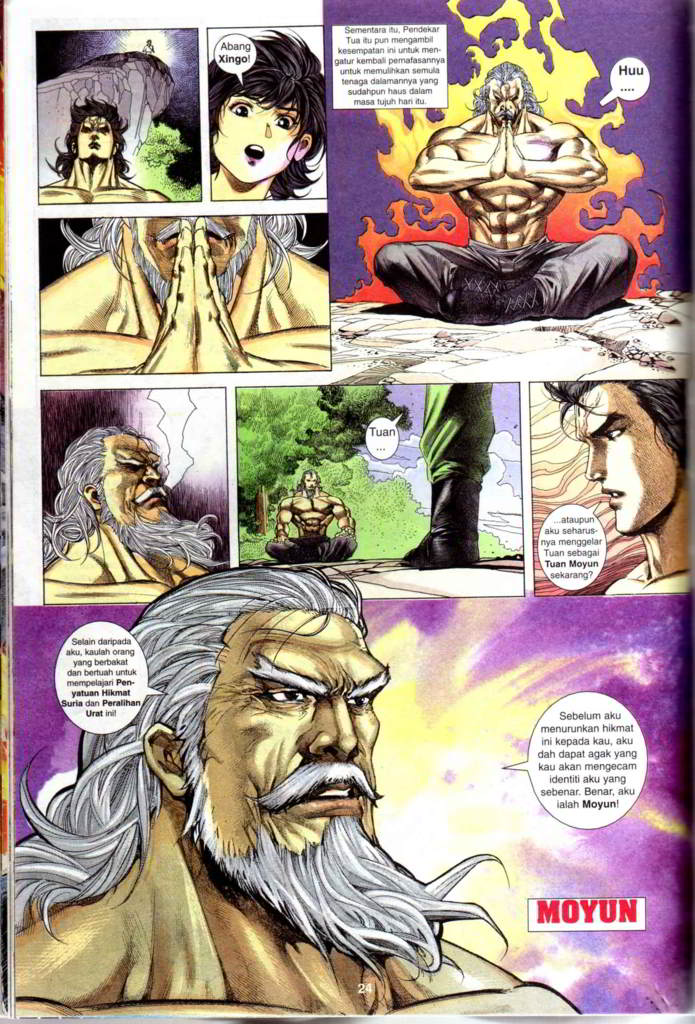 Abang
Xingo!
Sementara itu, Pendekar
Tua itu pun mengambil
kesempatan ini untuk men-
gatur kembali pernafasannya
untuk memulihkan semula
tenaga dalamannya yang
sudahpun haus dalam
masa tujuh hari itu.
Huu
....
Tuan
...
...ataupun
aku seharus-
nya menggelar
Tuan sebagai
Tuan Moyun
sekarang?
Selain daripada
aku, kaulah orang
yang berbakat
dan bertuah untuk
mempelajari Pen-
yatuan Hikmat
Suria dan Peralihan
Urat ini!
Sebelum aku
menurunkan hikmat
ini kepada kau, aku
dah dapat agak yang
kau akan mengecam
identiti aku yang
sebenar. Benar, aku
ialah Moyun!
MOYUN
24